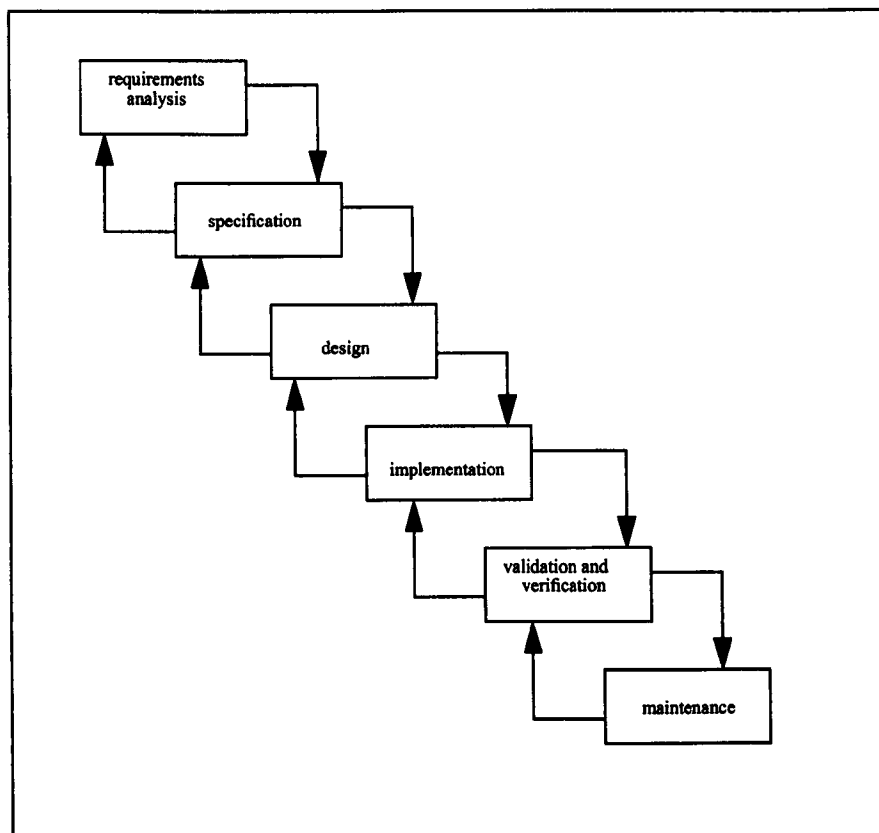 requirements
analysis
specification
design
implementation
validation and
verification
maintenance